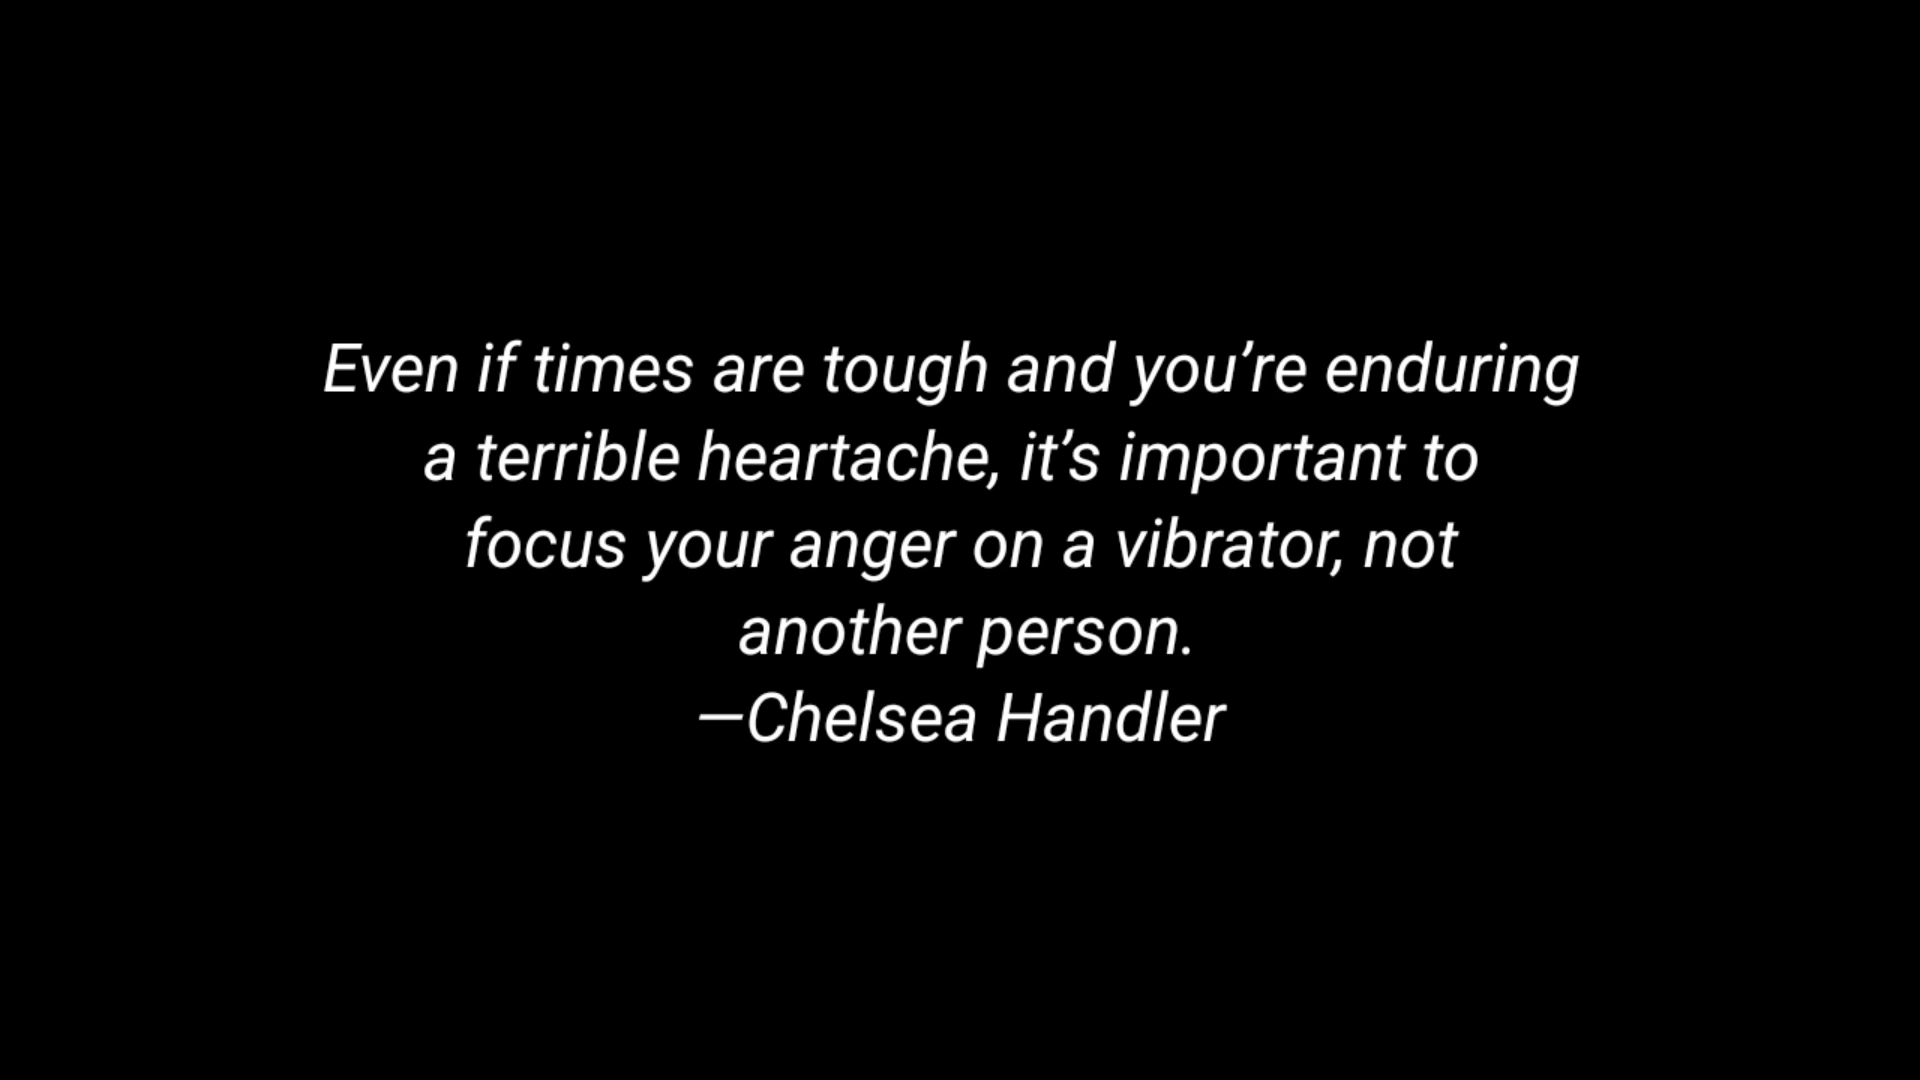 Even if times are tough and you’re enduring
a terrible heartache, it’s important to
focus your anger on a vibrator, not
another person.
—Chelsea Handler